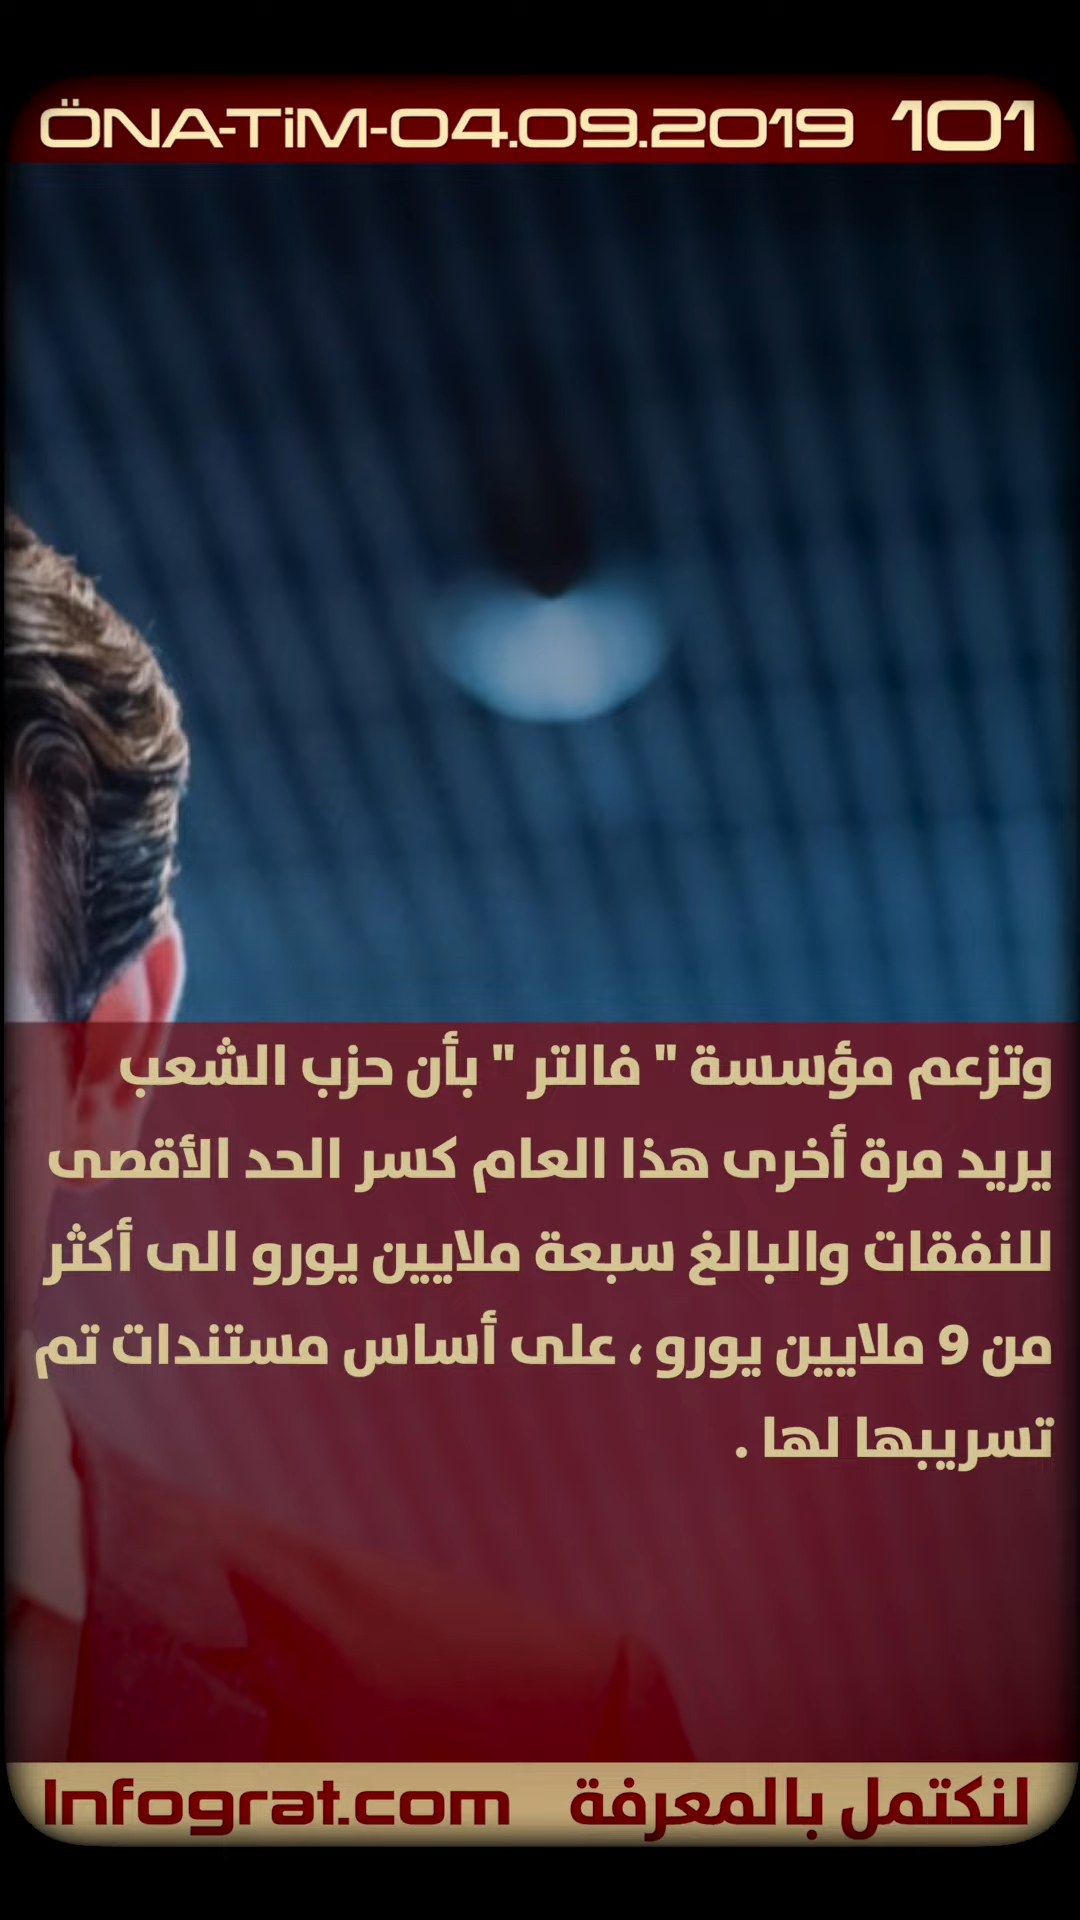 ÖNA-TiM-04.09.2019 101
وتزعم مؤسسة " فالتر " بأن حزب الشعب
يريد مرة أخرى هذا العام كسر الحد الأقصى
للنفقات والبالغ سبعة ملايين يورو الى أكثر
من 9 ملايين يورو ، على أساس مستندات تم
تسريبها لها .
Infograt.com لنكتمل بالمعرفة